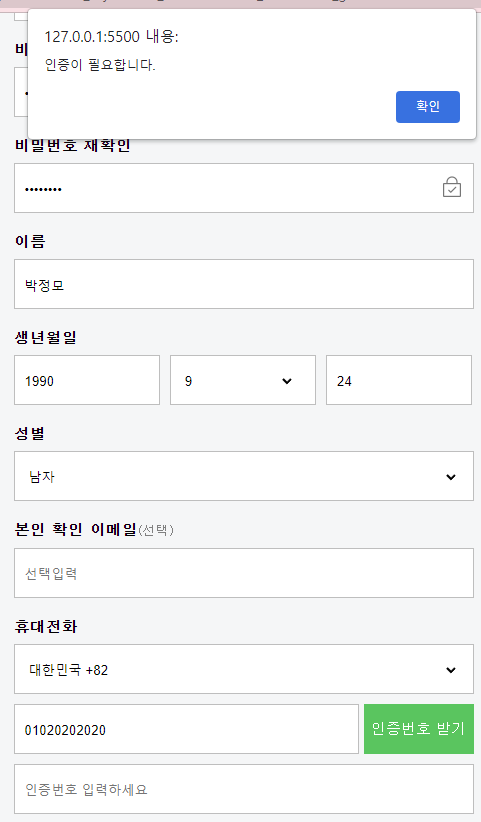 127.0.0.1:5500 내용:
인증이 필요합니다.
확인
비밀번호 재확인
이름
박정모
생년월일
1990 9 24
성별
남자
본인 확인 이메일(선택)
선택입력
휴대전화
대한민국 +82
01020202020 인증번호 받기
인증번호 입력하세요